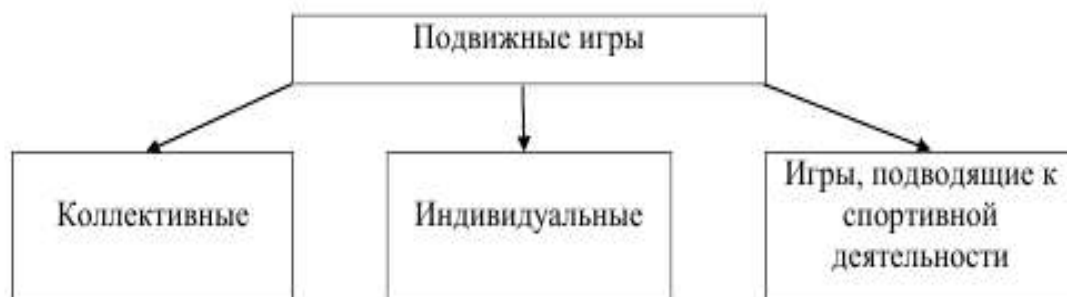 Подвижные игры
Коллективные
Индивидуальные
Игры, подводящие к
спортивной
деятельности